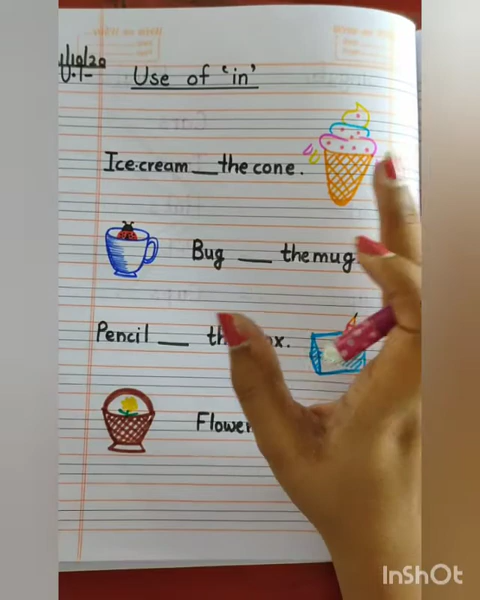 Use of 'in'
Ice-cream __ the cone.
Bug __ the mug.
Pencil __
Flower
InShOt